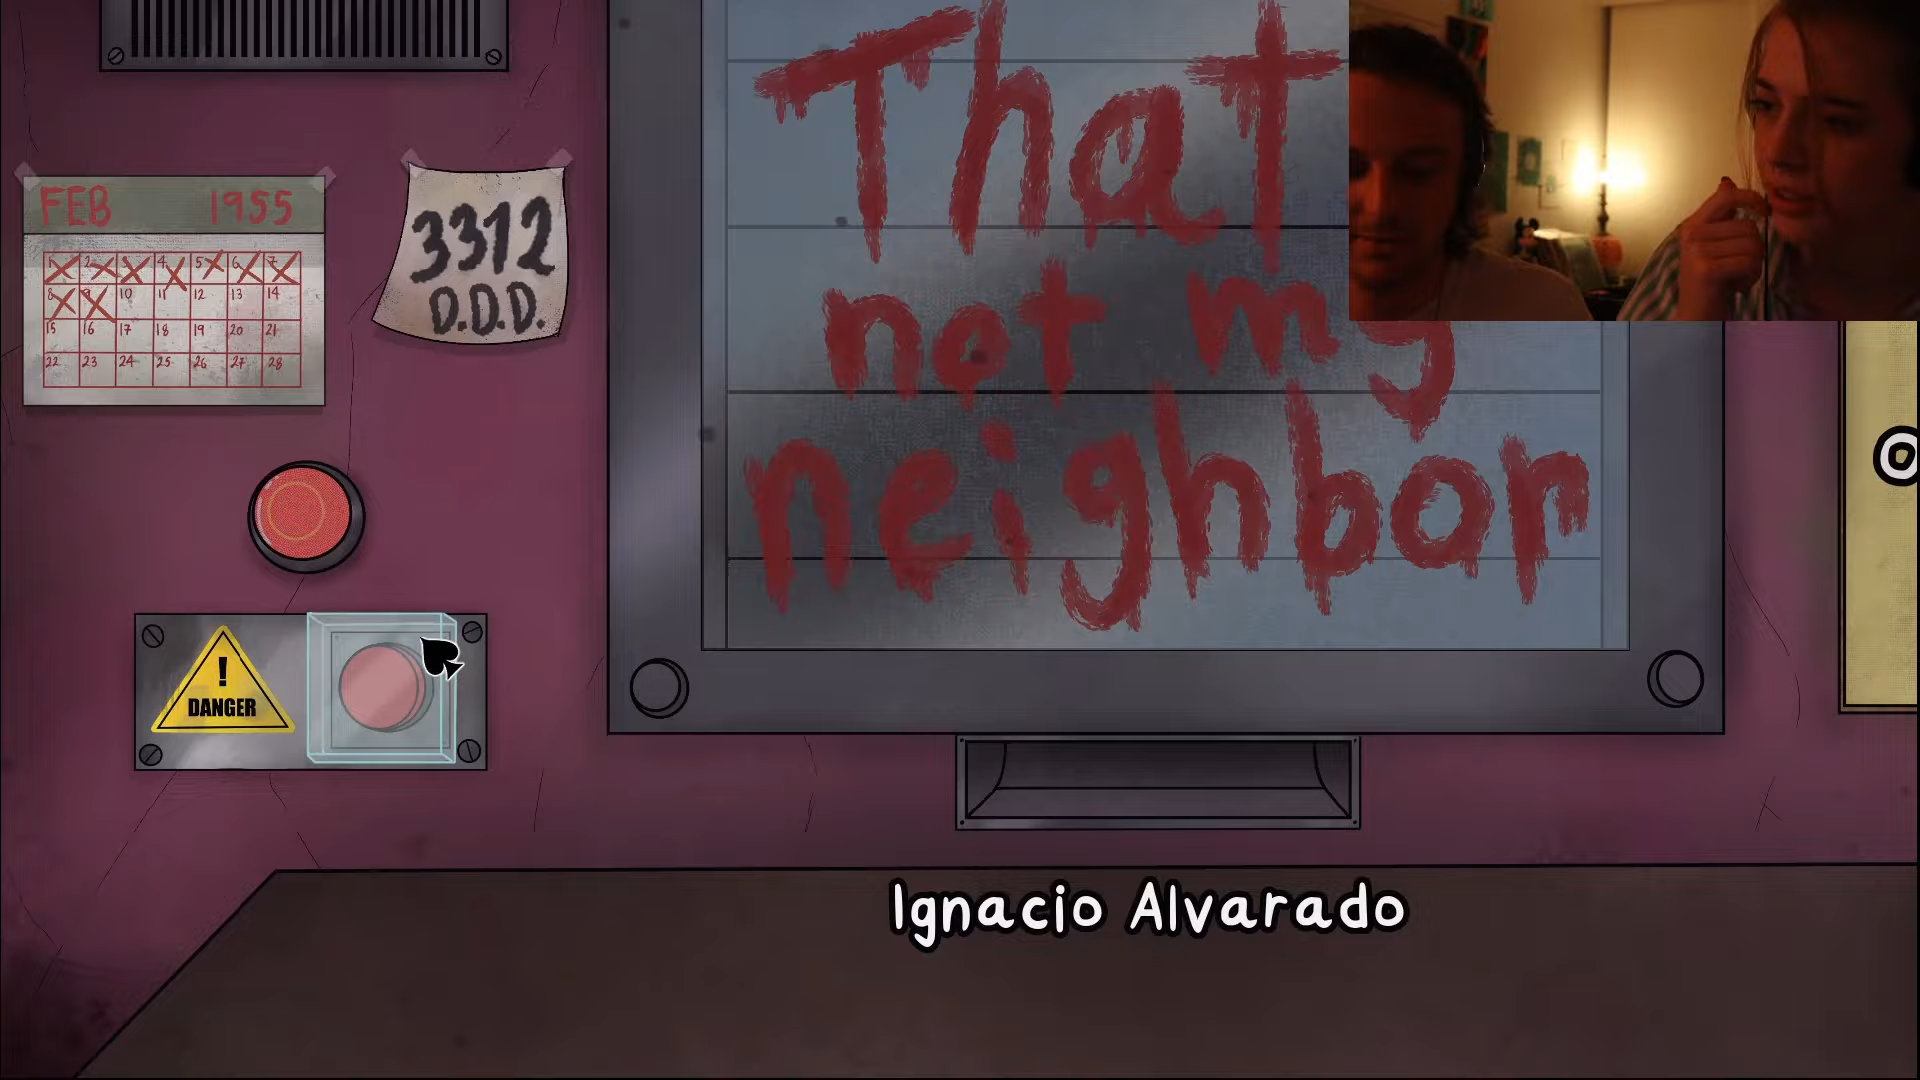 That
not my
neighbor
FEB 1955
1 2 3 4 5 6 7
8 9 10 11 12 13 14
15 16 17 18 19 20 21
22 23 24 25 26 27 28
3312
D.D.D.
!
DANGER
Ignacio Alvarado